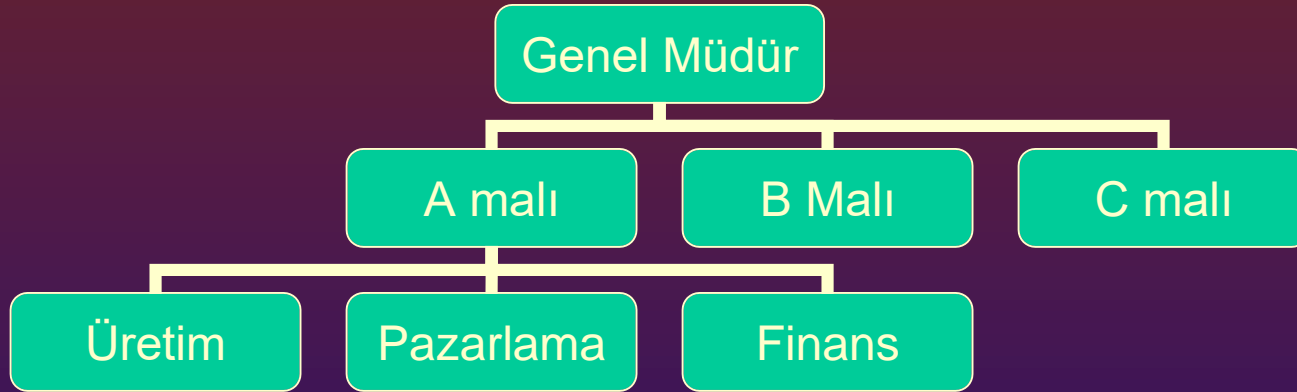 Genel Müdür
A malı
B Malı
C malı
Üretim
Pazarlama
Finans